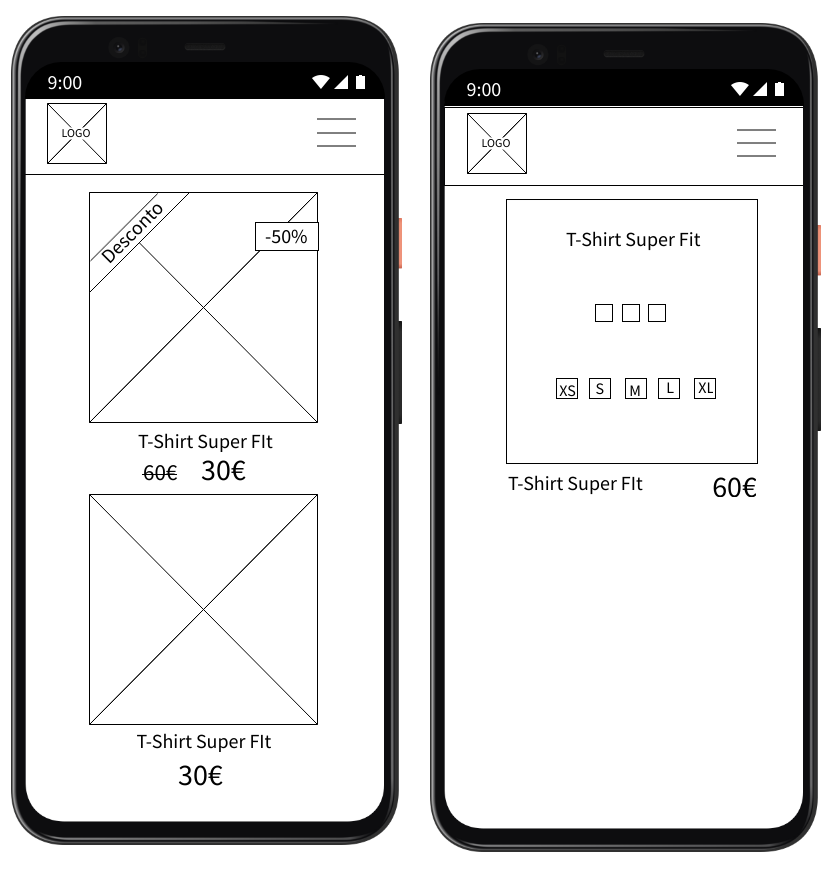 9:00
LOGO
Desconto
-50%
T-Shirt Super FIt
60€ 30€
T-Shirt Super FIt
30€
9:00
LOGO
T-Shirt Super Fit
XS S M L XL
T-Shirt Super FIt 60€